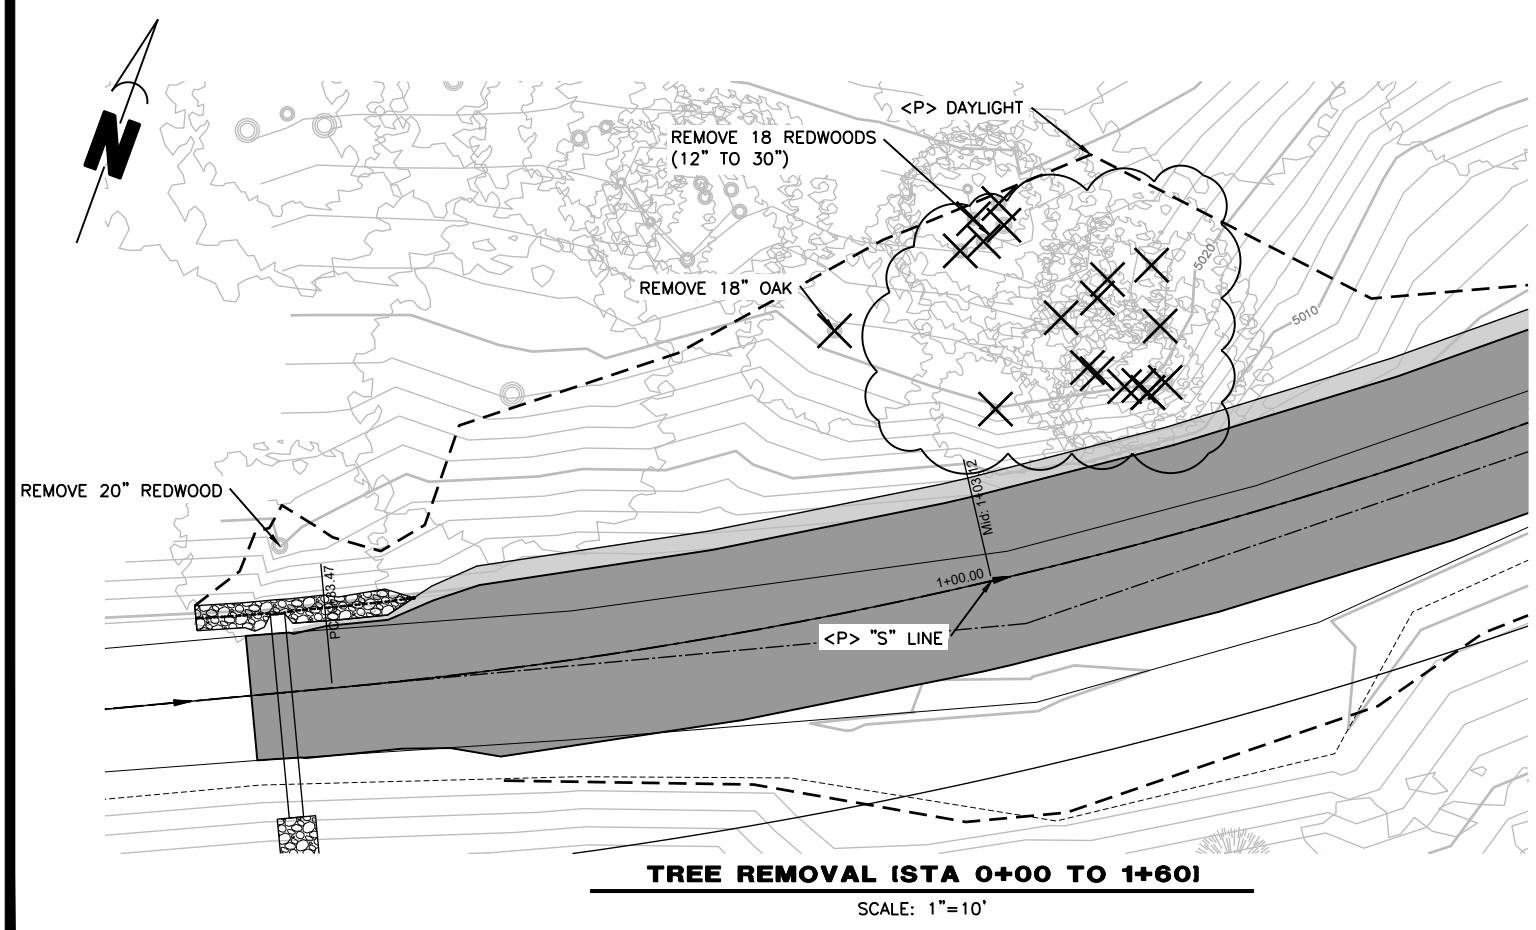 N
<P> DAYLIGHT
REMOVE 18 REDWOODS
(12" TO 30")
REMOVE 18" OAK
5020
5010
REMOVE 20" REDWOOD
Mid: 1+03.12
1+00.00
<P> "S" LINE
TREE REMOVAL (STA 0+00 TO 1+60)
SCALE: 1"=10'